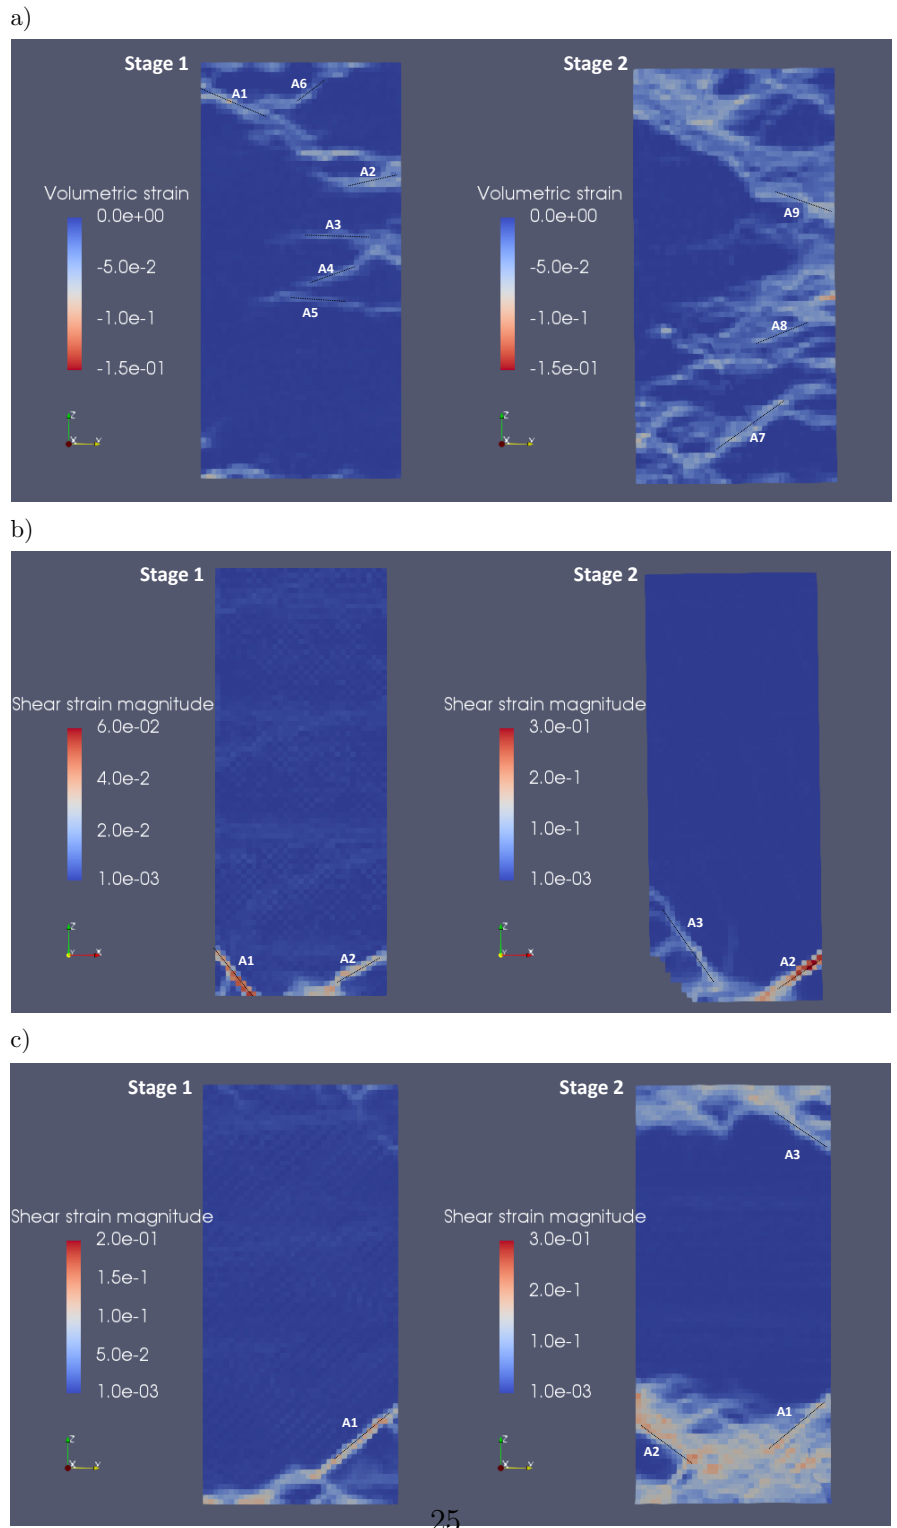 a)
Stage 1
Stage 2
A6
A1
A2
Volumetric strain
0.0e+00
-5.0e-2
-1.0e-1
-1.5e-01
A3
A4
A5
Z
X
Y
Volumetric strain
0.0e+00
-5.0e-2
-1.0e-1
-1.5e-01
A9
A8
A7
Z
X
Y
b)
Stage 1
Stage 2
Shear strain magnitude
6.0e-02
4.0e-2
2.0e-2
1.0e-03
A1
A2
Z
Y
X
Shear strain magnitude
3.0e-01
2.0e-1
1.0e-1
1.0e-03
A3
A2
Z
Y
X
c)
Stage 1
Stage 2
Shear strain magnitude
2.0e-01
1.5e-1
1.0e-1
5.0e-2
1.0e-03
A1
Z
X
Y
A3
Shear strain magnitude
3.0e-01
2.0e-1
1.0e-1
1.0e-03
A1
A2
Z
X
Y
25